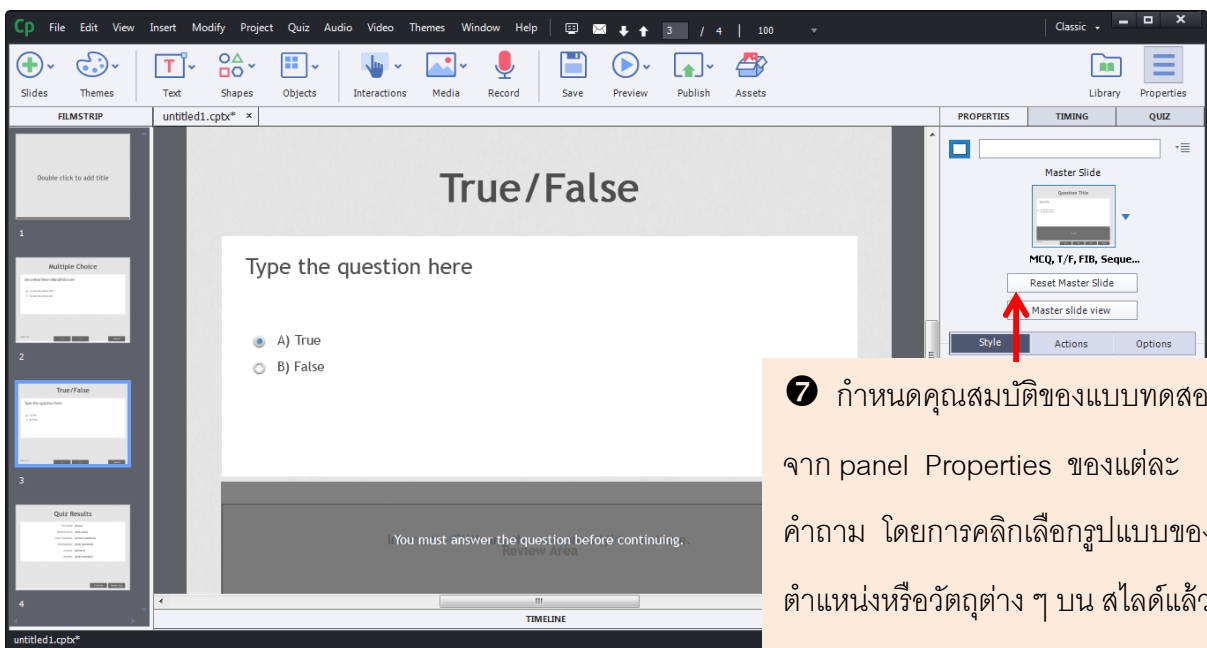 Cp File Edit View Insert Modify Project Quiz Audio Video Themes Window Help 3 / 4 100 Classic
Slides Themes Text Shapes Objects Interactions Media Record Save Preview Publish Assets Library Properties
FILMSTRIP untitled1.cptx* × PROPERTIES TIMING QUIZ
Double click to add title
1
Multiple Choice
2
True/False
Type the question here
3
Quiz Results
4
True/False
Type the question here
A) True
B) False
You must answer the question before continuing.
Review Area
TIMELINE
untitled1.cptx*
Master Slide
Question Title
MCQ, T/F, FIB, Seque...
Reset Master Slide
Master slide view
Style Actions Options
❼ กำหนดคุณสมบัติของแบบทดสอ
จาก panel Properties ของแต่ละ
คำถาม โดยการคลิกเลือกรูปแบบของ
ตำแหน่งหรือวัตถุต่าง ๆ บน สไลด์แล้ว